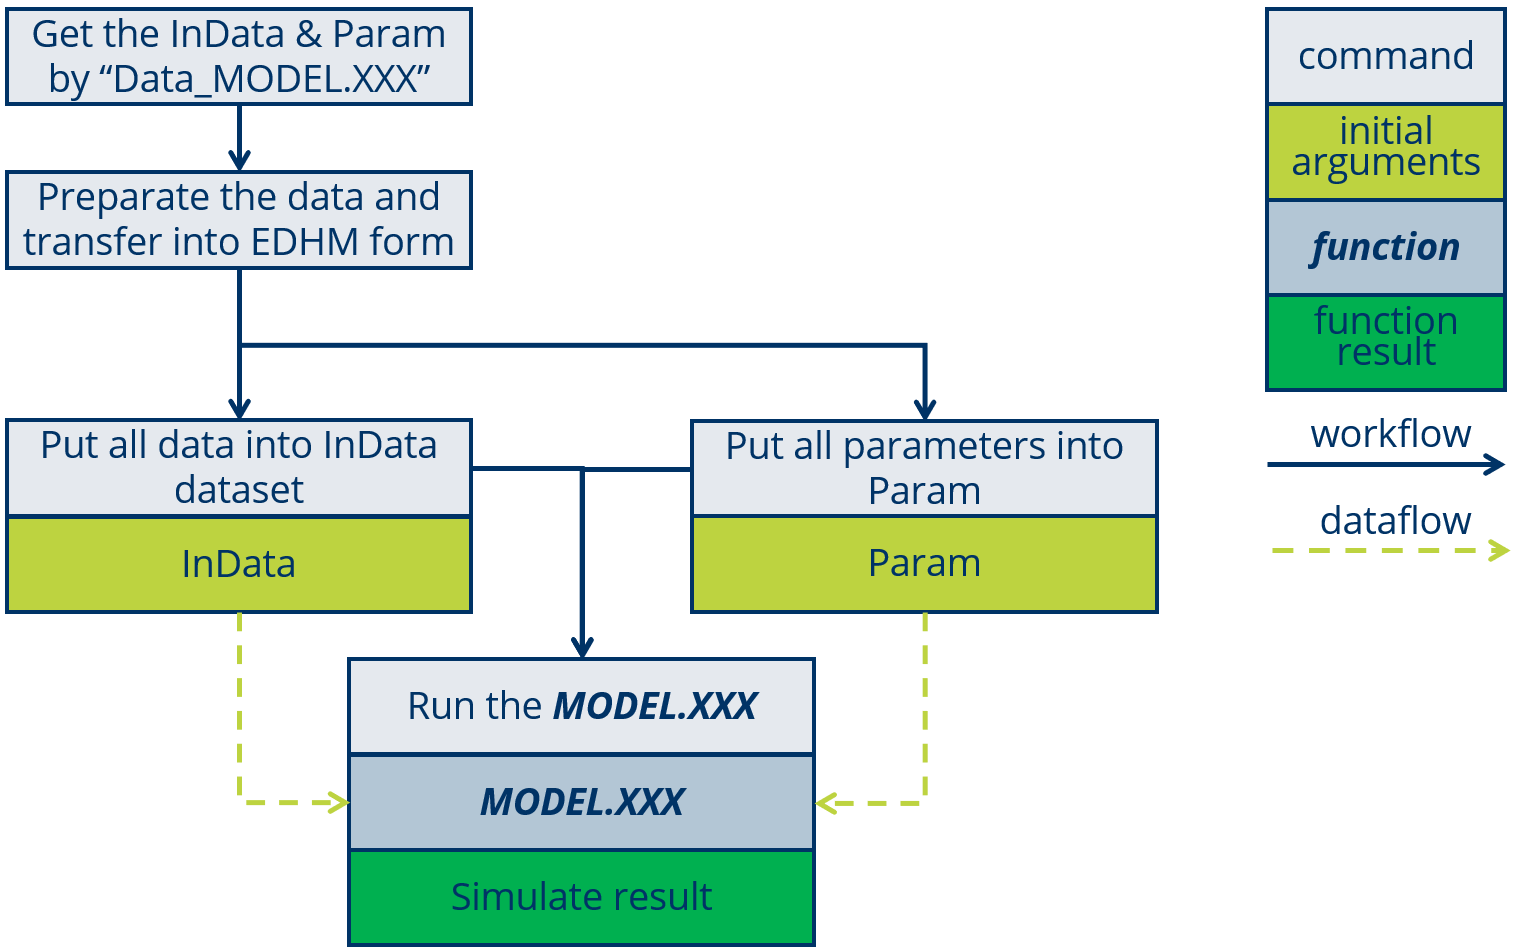 Get the InData & Param
by “Data_MODEL.XXX”
Preparate the data and
transfer into EDHM form
Put all data into InData
dataset
InData
Put all parameters into
Param
Param
Run the MODEL.XXX
MODEL.XXX
Simulate result
command
initial
arguments
function
function
result
workflow
dataflow